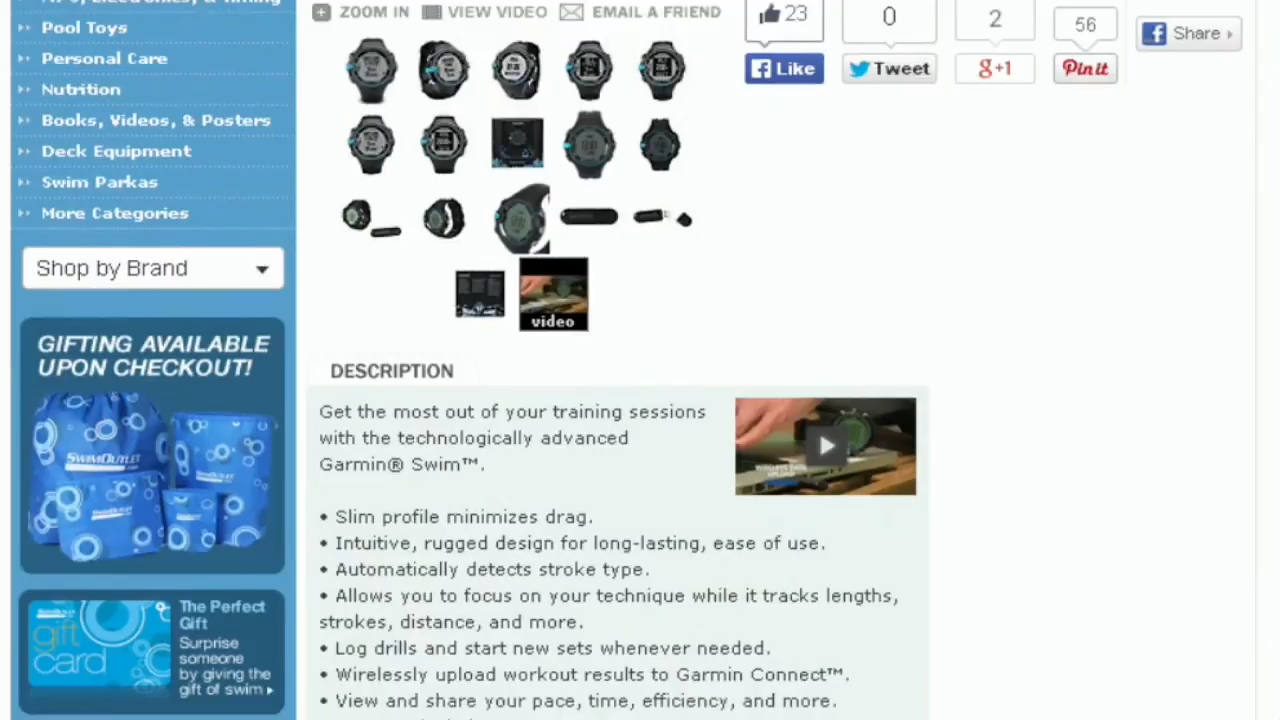 MP3, Electronics, & Timing
Pool Toys
Personal Care
Nutrition
Books, Videos, & Posters
Deck Equipment
Swim Parkas
More Categories
Shop by Brand
GIFTING AVAILABLE
UPON CHECKOUT!
SWIMOUTLET
gift
card
The Perfect
Gift
Surprise
someone
by giving the
gift of swim
ZOOM IN
VIEW VIDEO
EMAIL A FRIEND
23
0
2
56
Like
Tweet
g+1
Pin it
Share
video
DESCRIPTION
Get the most out of your training sessions
with the technologically advanced
Garmin® Swim™.
• Slim profile minimizes drag.
• Intuitive, rugged design for long-lasting, ease of use.
• Automatically detects stroke type.
• Allows you to focus on your technique while it tracks lengths,
strokes, distance, and more.
• Log drills and start new sets whenever needed.
• Wirelessly upload workout results to Garmin Connect™.
• View and share your pace, time, efficiency, and more.